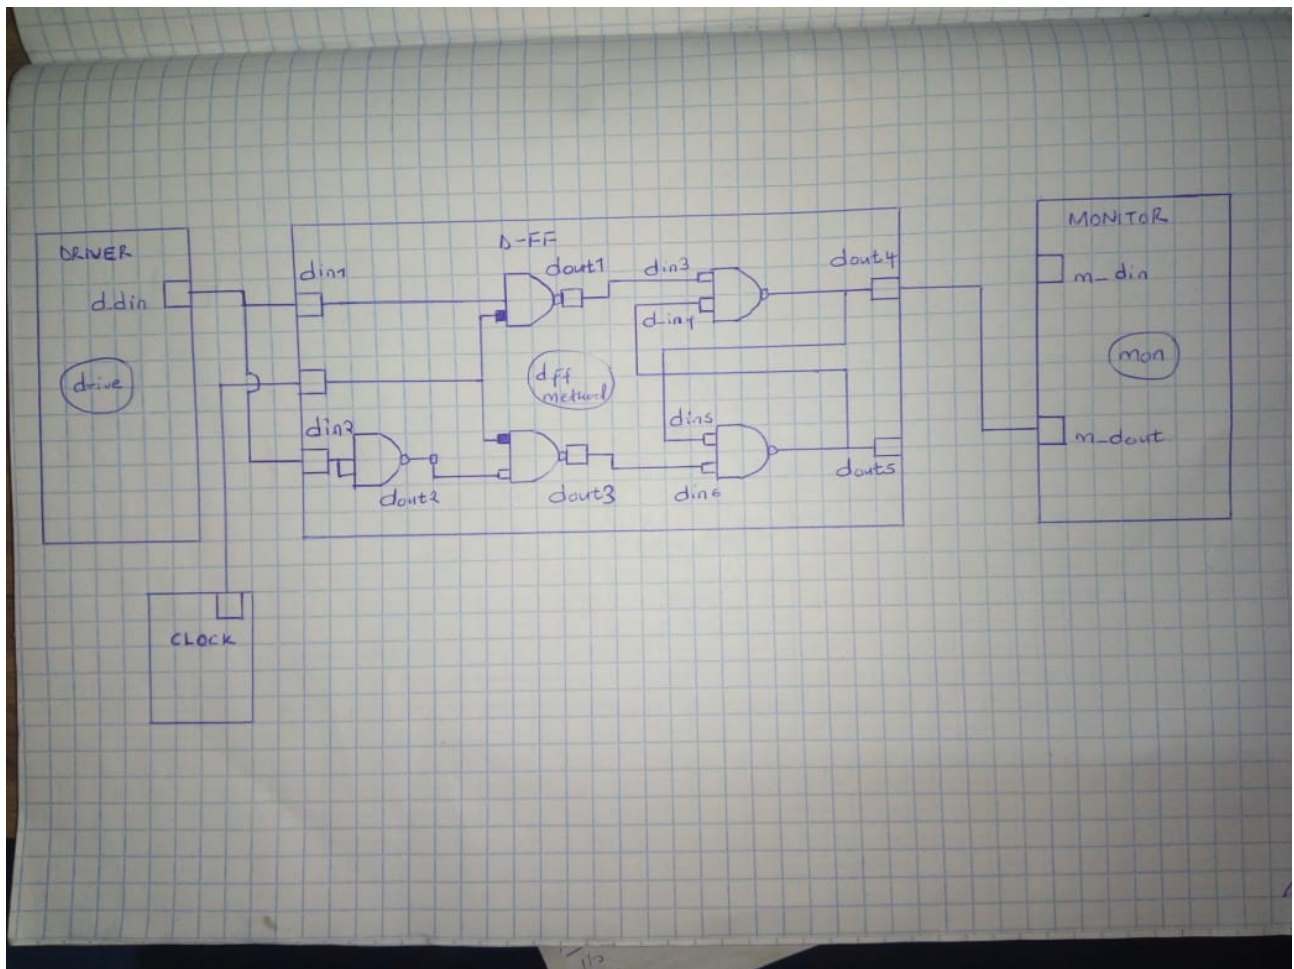 DRIVER
d_din
drive
CLOCK
D-FF
din1
dout1
din3
dout4
d_in4
dff
method
din2
dout2
dout3
din5
din6
dout5
MONITOR
m_din
mon
m_dout